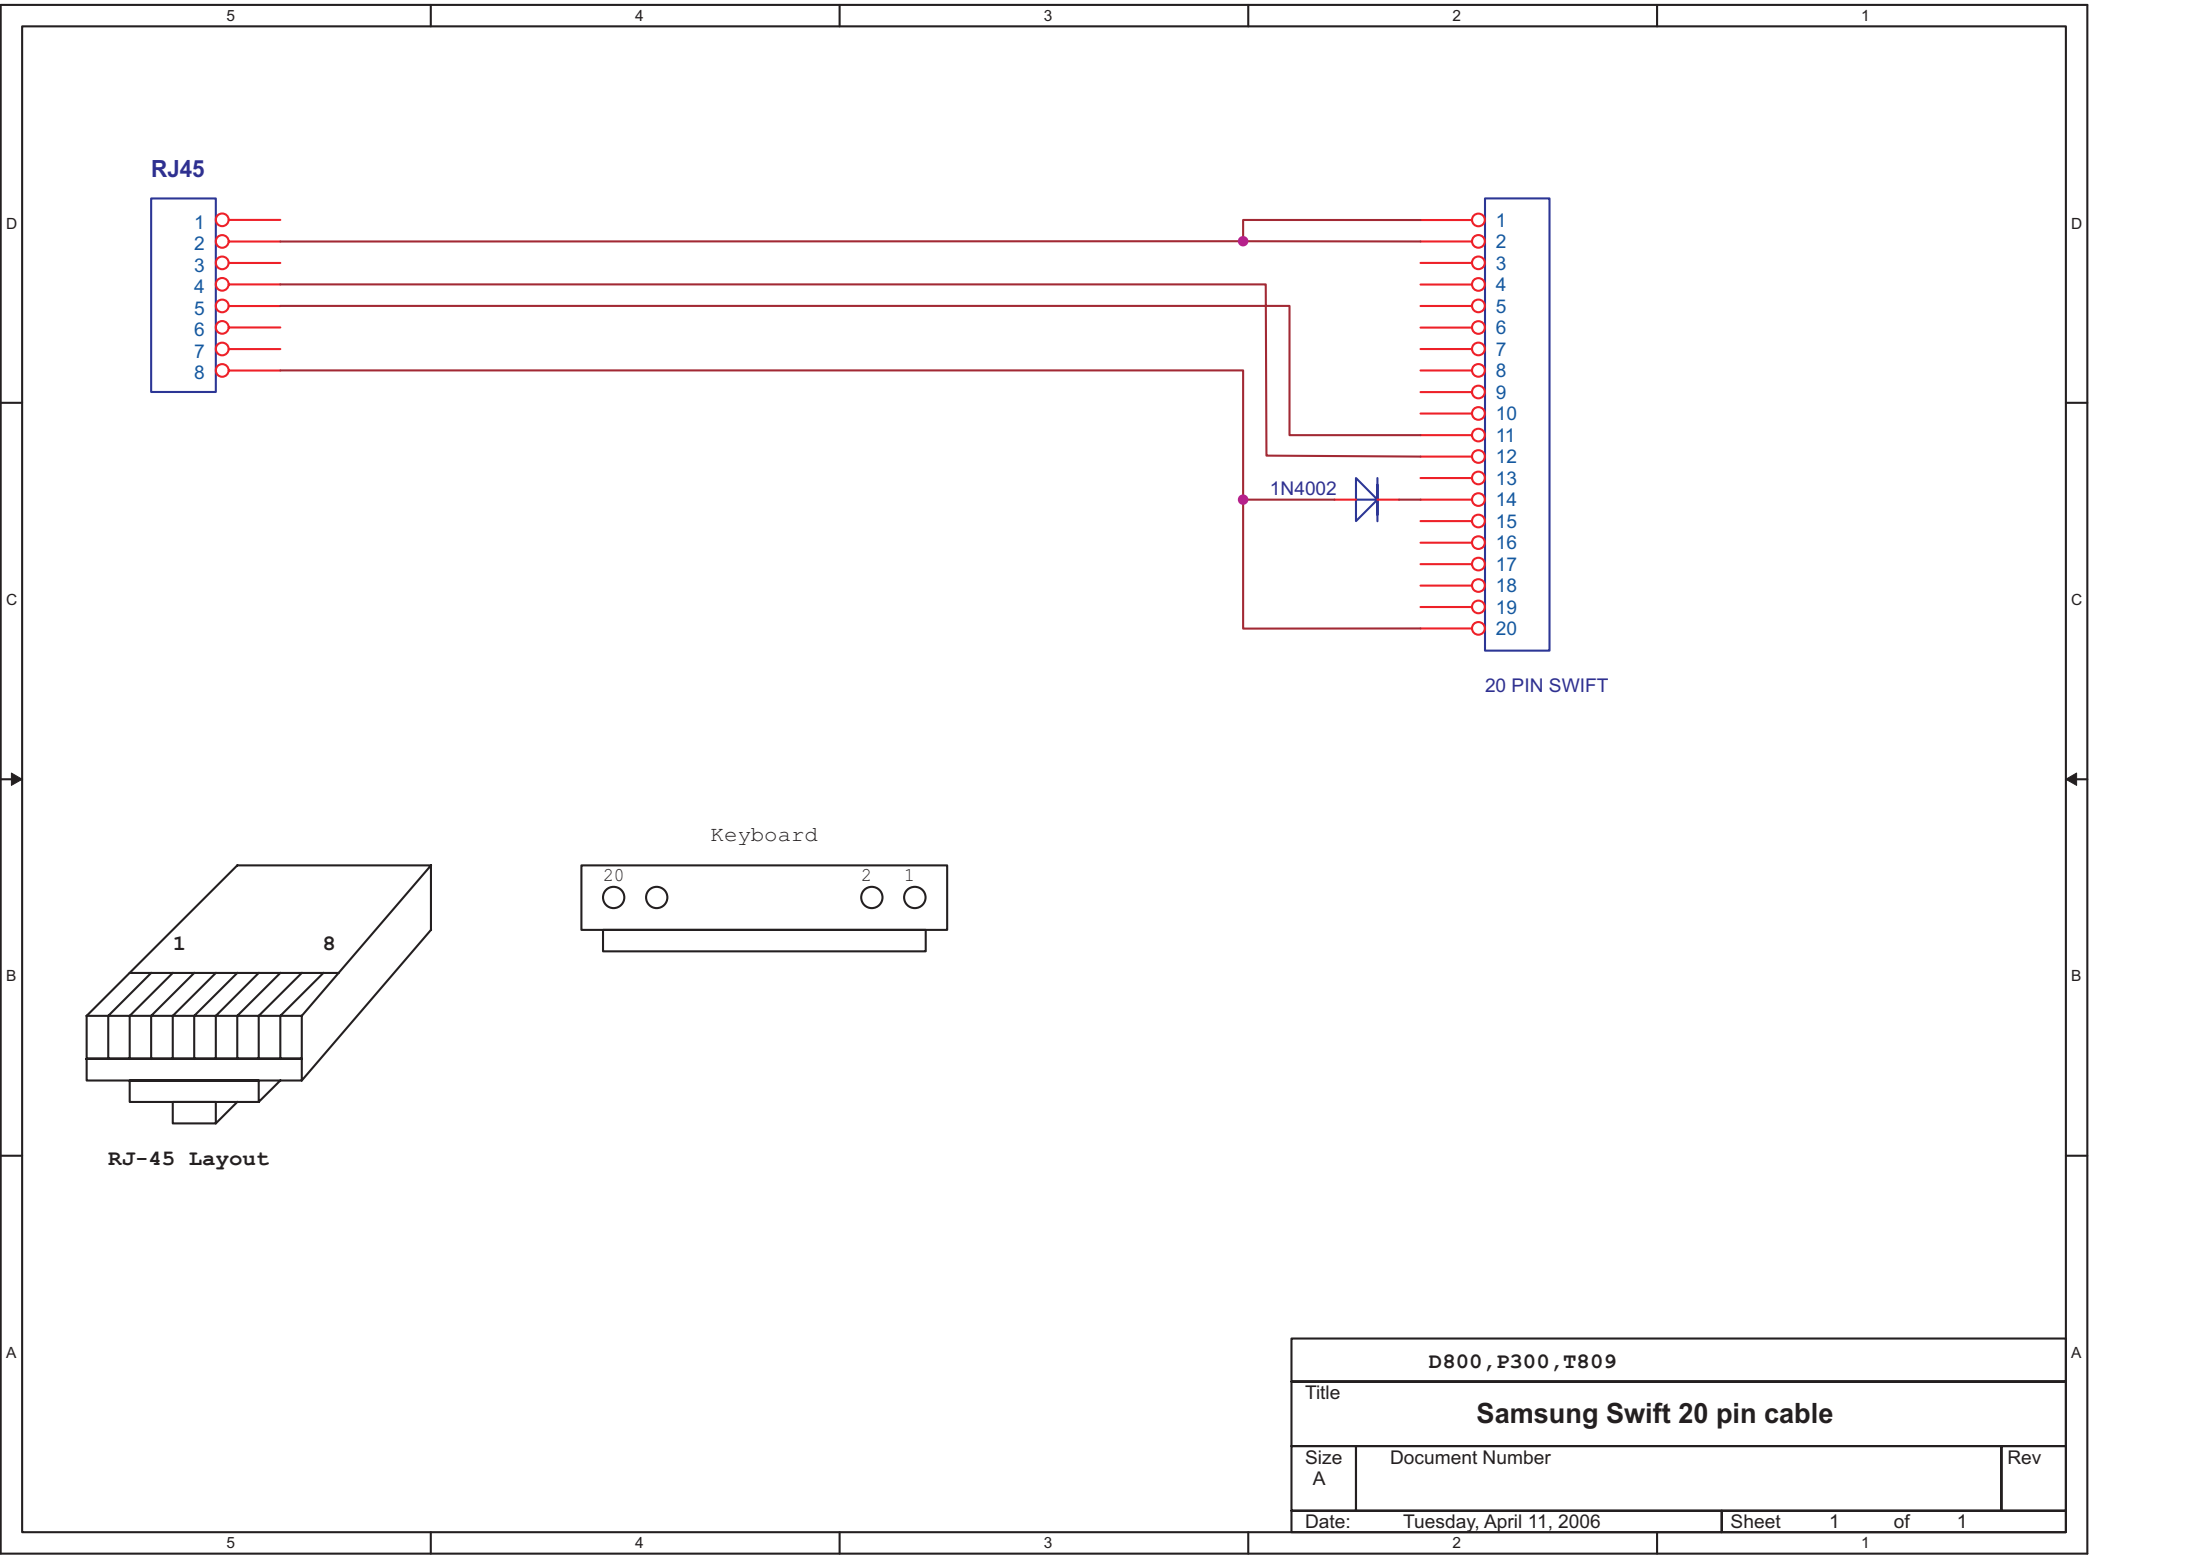 5 4 3 2 1
D D
RJ45
1
2
3
4
5
6
7
8
1
2
3
4
5
6
7
8
9
10
11
12
13
14
15
16
17
18
19
20
1N4002
20 PIN SWIFT
C C
Keyboard
20 2 1
1 8
B B
RJ-45 Layout
A A
D800,P300,T809
Title
Samsung Swift 20 pin cable
Size Document Number Rev
A
Date: Tuesday, April 11, 2006 Sheet 1 of 1
5 4 3 2 1